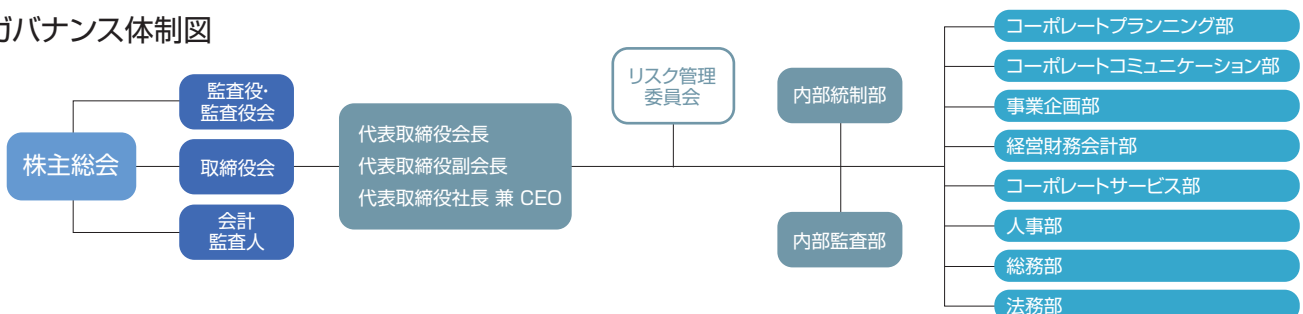 ガバナンス体制図
株主総会
監査役・
監査役会
取締役会
会計
監査人
代表取締役会長
代表取締役副会長
代表取締役社長 兼 CEO
リスク管理
委員会
内部統制部
内部監査部
コーポレートプランニング部
コーポレートコミュニケーション部
事業企画部
経営財務会計部
コーポレートサービス部
人事部
総務部
法務部